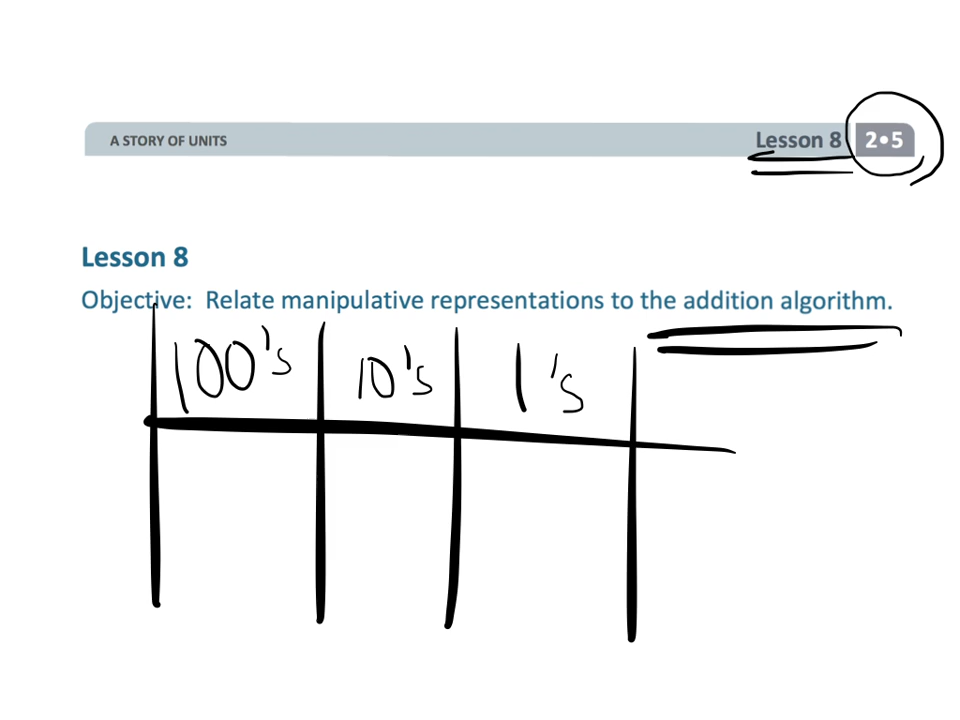 A STORY OF UNITS Lesson 8 2•5
Lesson 8
Objective: Relate manipulative representations to the addition algorithm.
100's 10's 1's